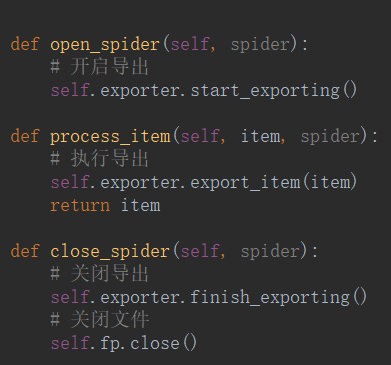 def open_spider(self, spider):
    # 开启导出
    self.exporter.start_exporting()
def process_item(self, item, spider):
    # 执行导出
    self.exporter.export_item(item)
    return item
def close_spider(self, spider):
    # 关闭导出
    self.exporter.finish_exporting()
    # 关闭文件
    self.fp.close()